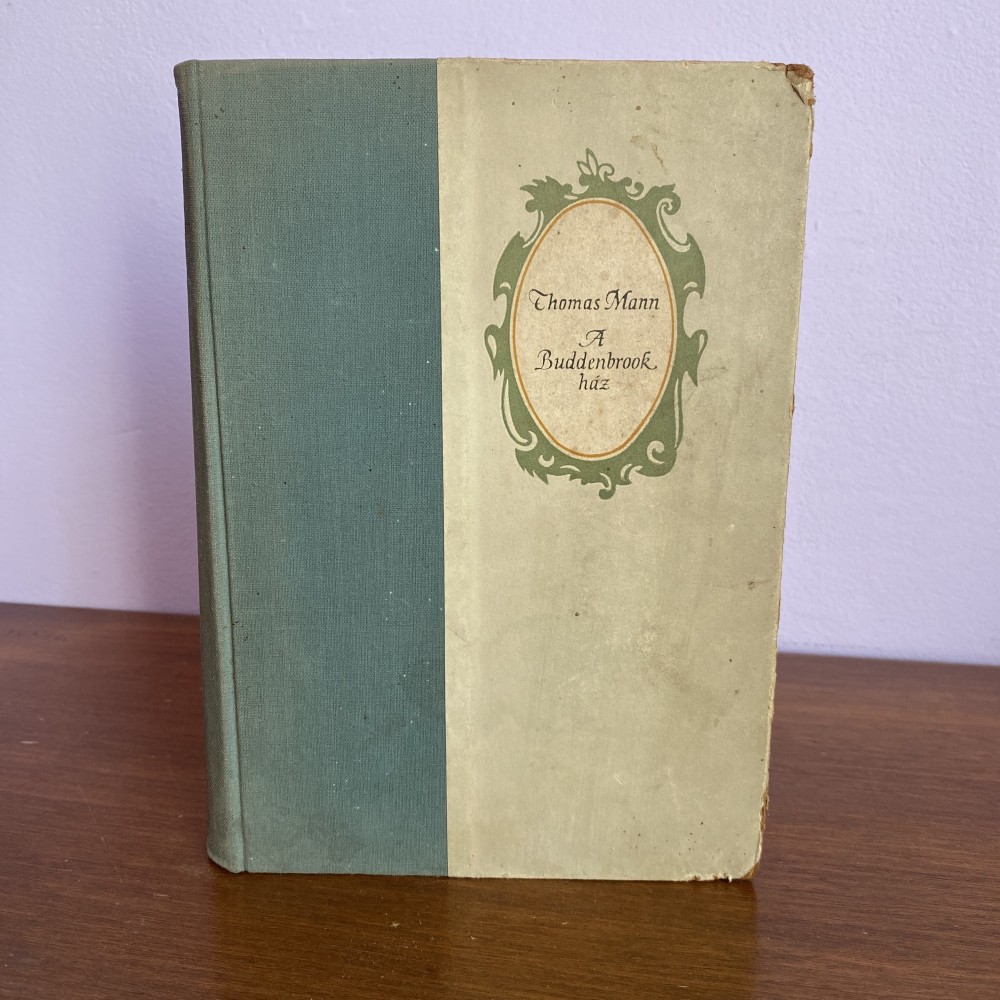 Thomas Mann
A
Buddenbrook
ház